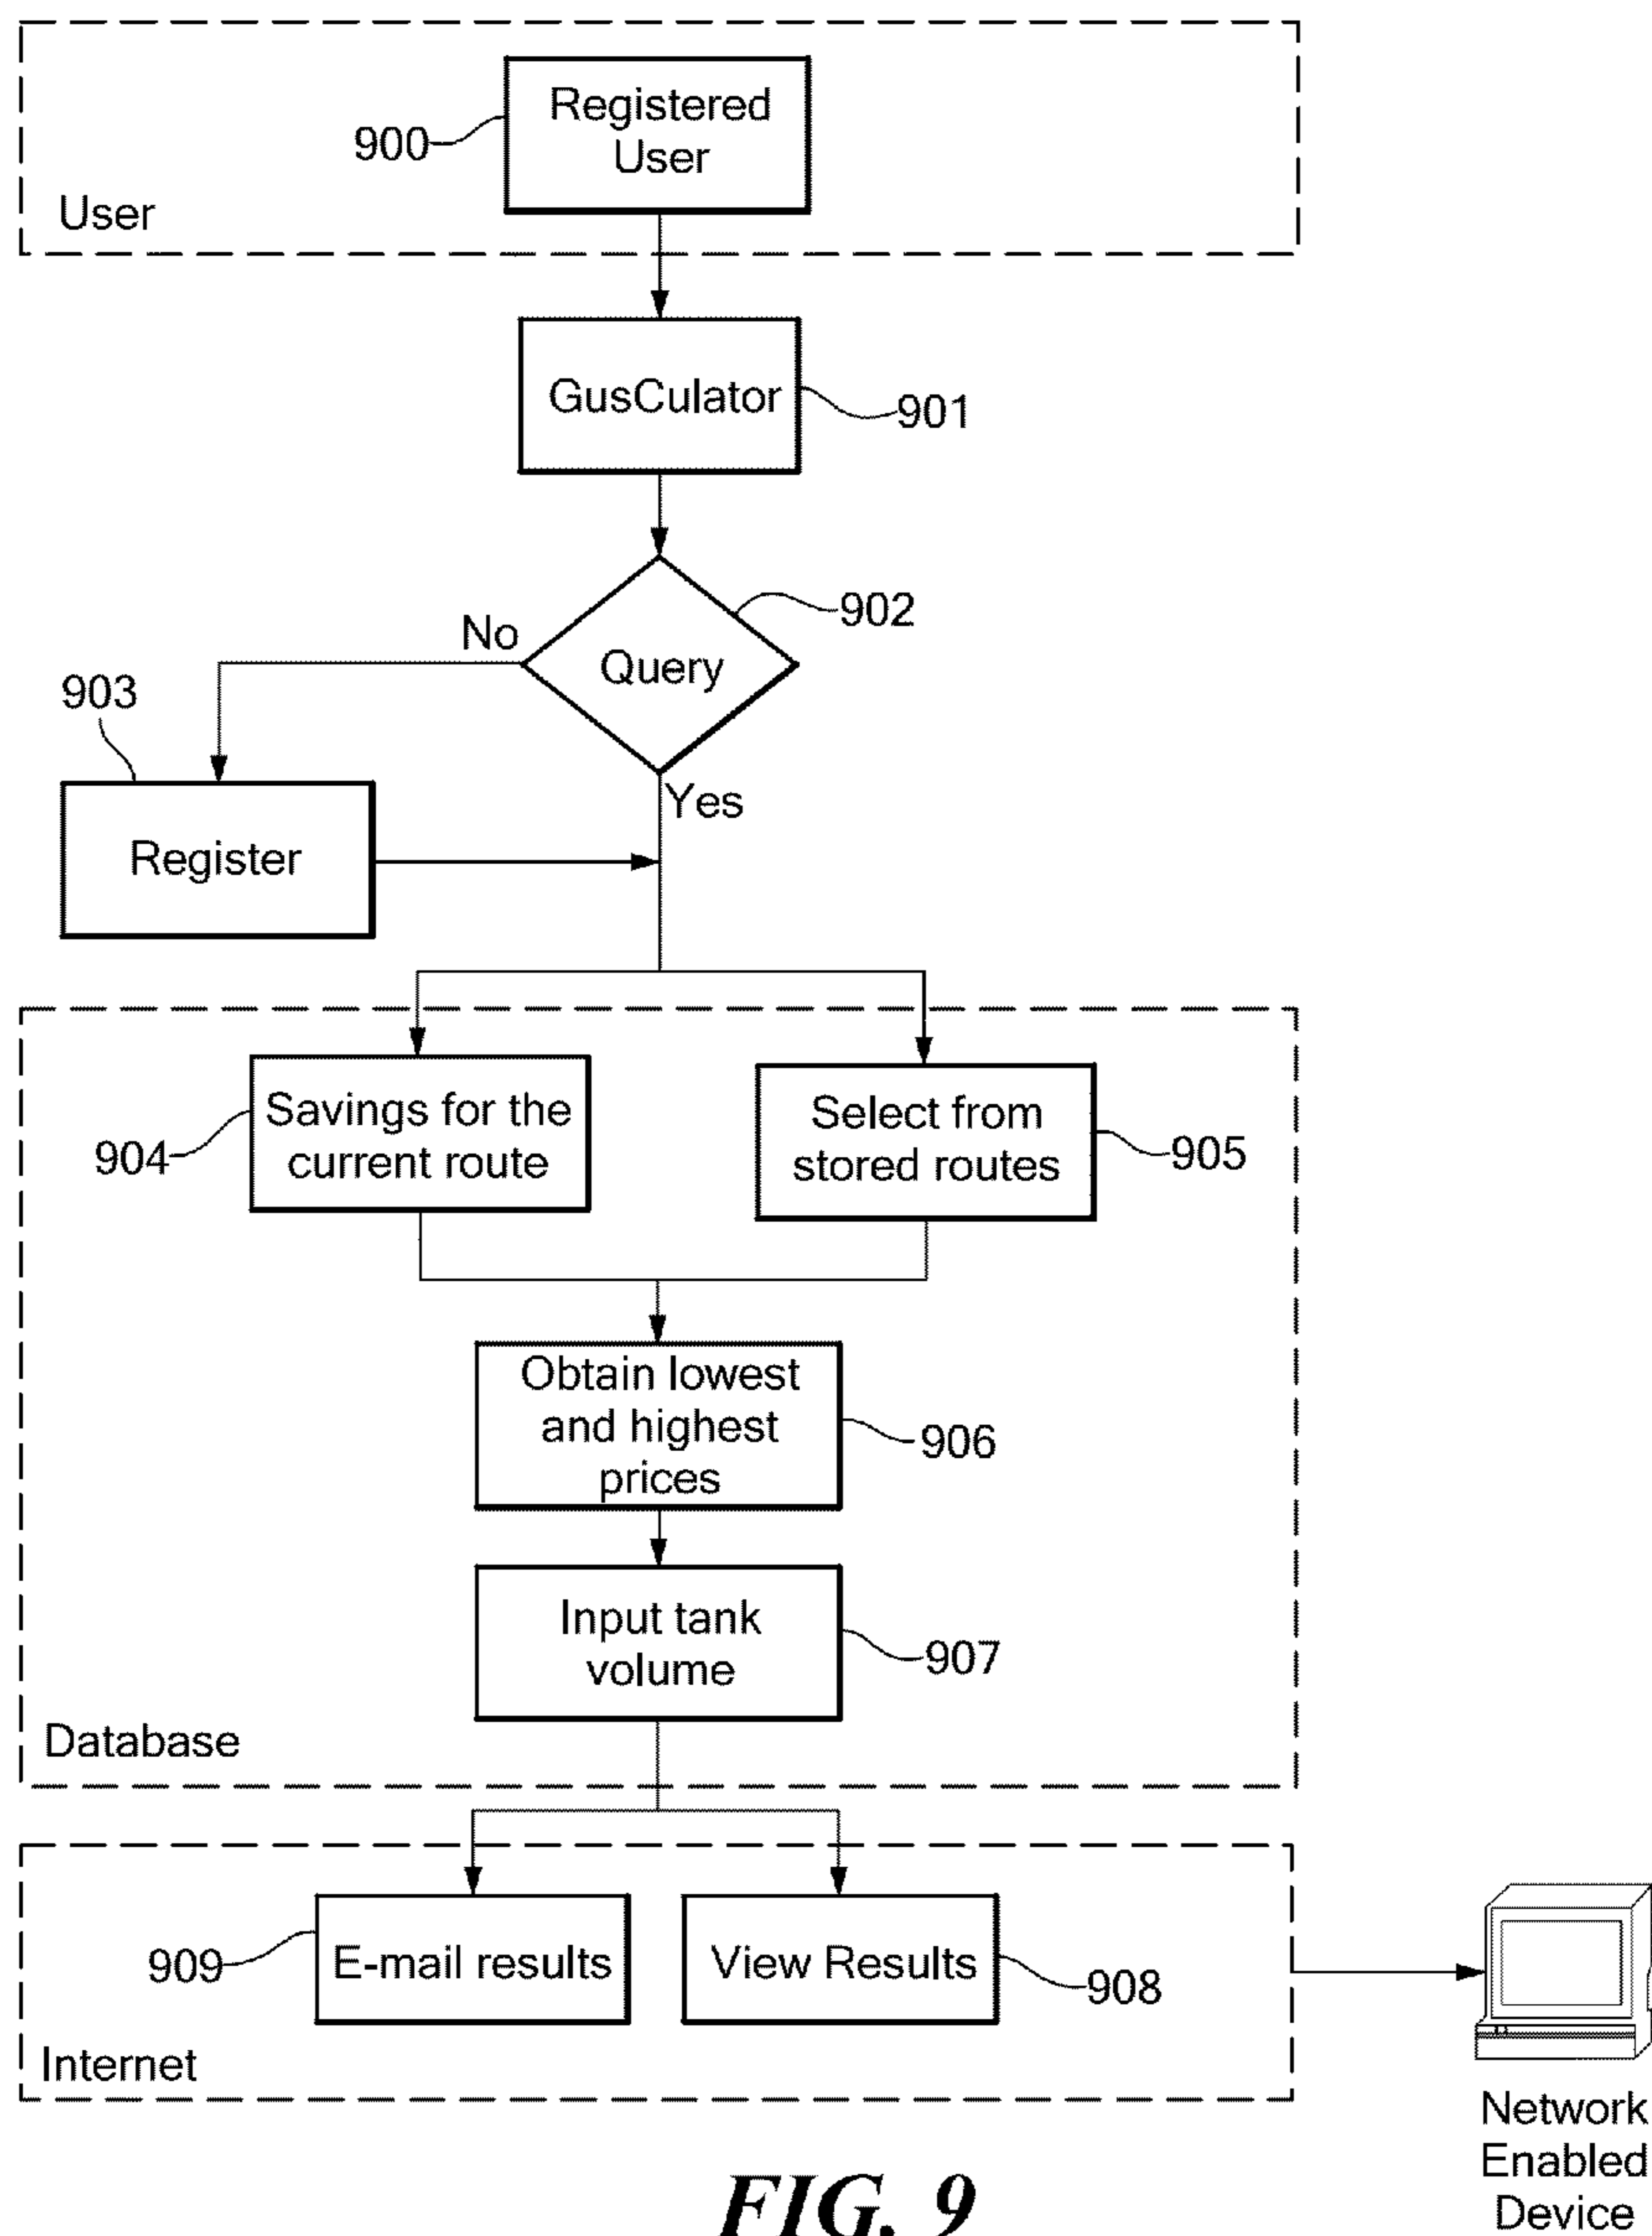 Registered
User
900
User
GusCulator
901
902
No
Query
903
Yes
Register
Savings for the
current route
904
Select from
stored routes
905
Obtain lowest
and highest
prices
906
Input tank
volume
907
Database
909
E-mail results
View Results
908
Internet
Network
Enabled
Device
FIG. 9